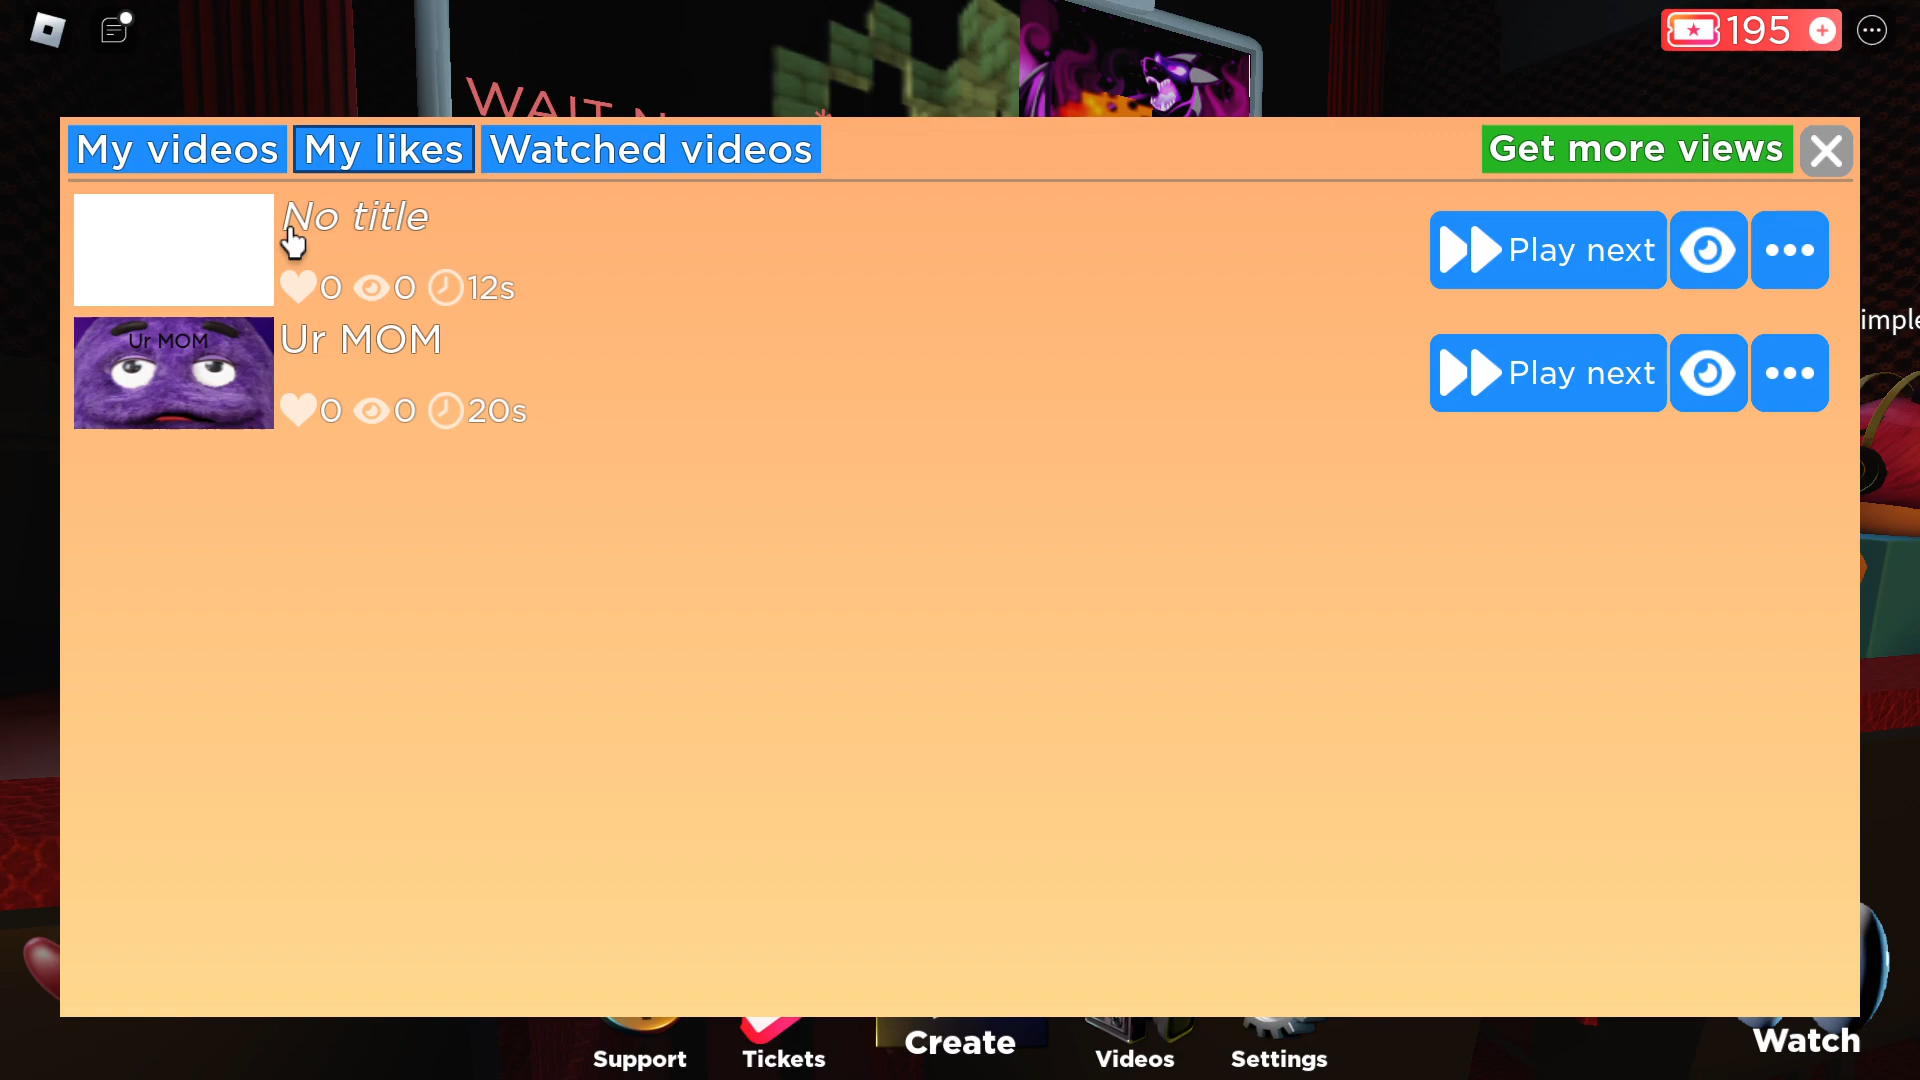 195
WAIT N
My videos
My likes
Watched videos
Get more views
No title
0 0 12s
Play next
Ur MOM
Ur MOM
0 0 20s
Play next
imple
Support
Tickets
Create
Videos
Settings
Watch